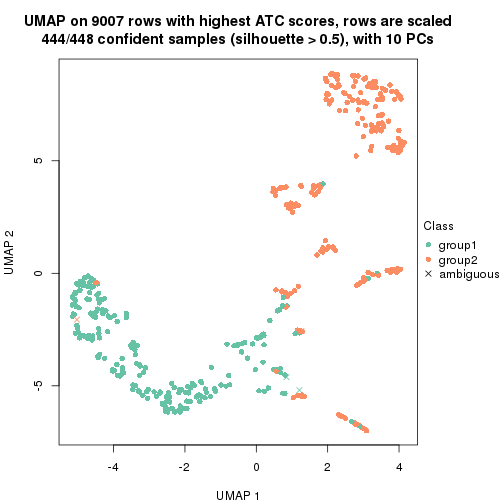 UMAP on 9007 rows with highest ATC scores, rows are scaled
444/448 confident samples (silhouette > 0.5), with 10 PCs
5
0
-5
UMAP 2
-4
-2
0
2
4
UMAP 1
Class
group1
group2
ambiguous